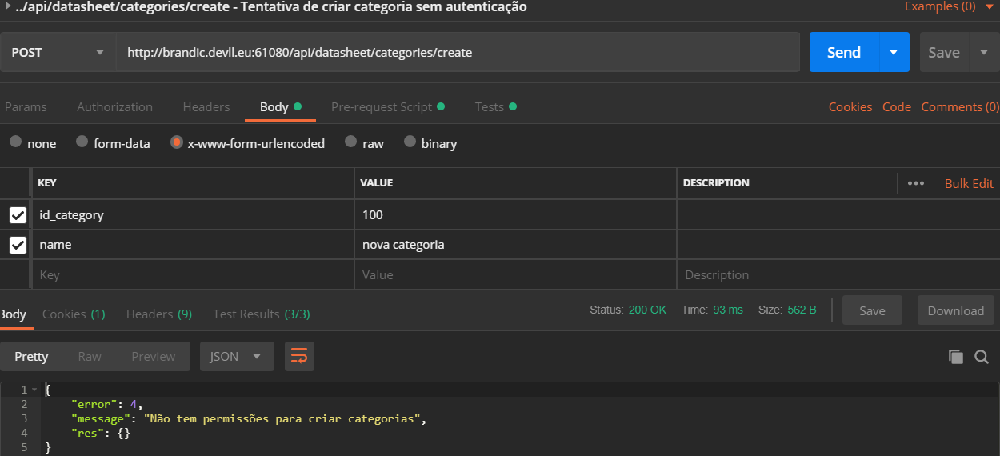 ../api/datasheet/categories/create - Tentativa de criar categoria sem autenticação Examples (0)
POST http://brandic.devll.eu:61080/api/datasheet/categories/create Send Save
Params Authorization Headers Body Pre-request Script Tests Cookies Code Comments (0)
none form-data x-www-form-urlencoded raw binary
KEY VALUE DESCRIPTION ••• Bulk Edit
id_category 100
name nova categoria
Key Value Description
Body Cookies (1) Headers (9) Test Results (3/3) Status: 200 OK Time: 93 ms Size: 562 B Save Download
Pretty Raw Preview JSON
1 {
2 "error": 4,
3 "message": "Não tem permissões para criar categorias",
4 "res": {}
5 }